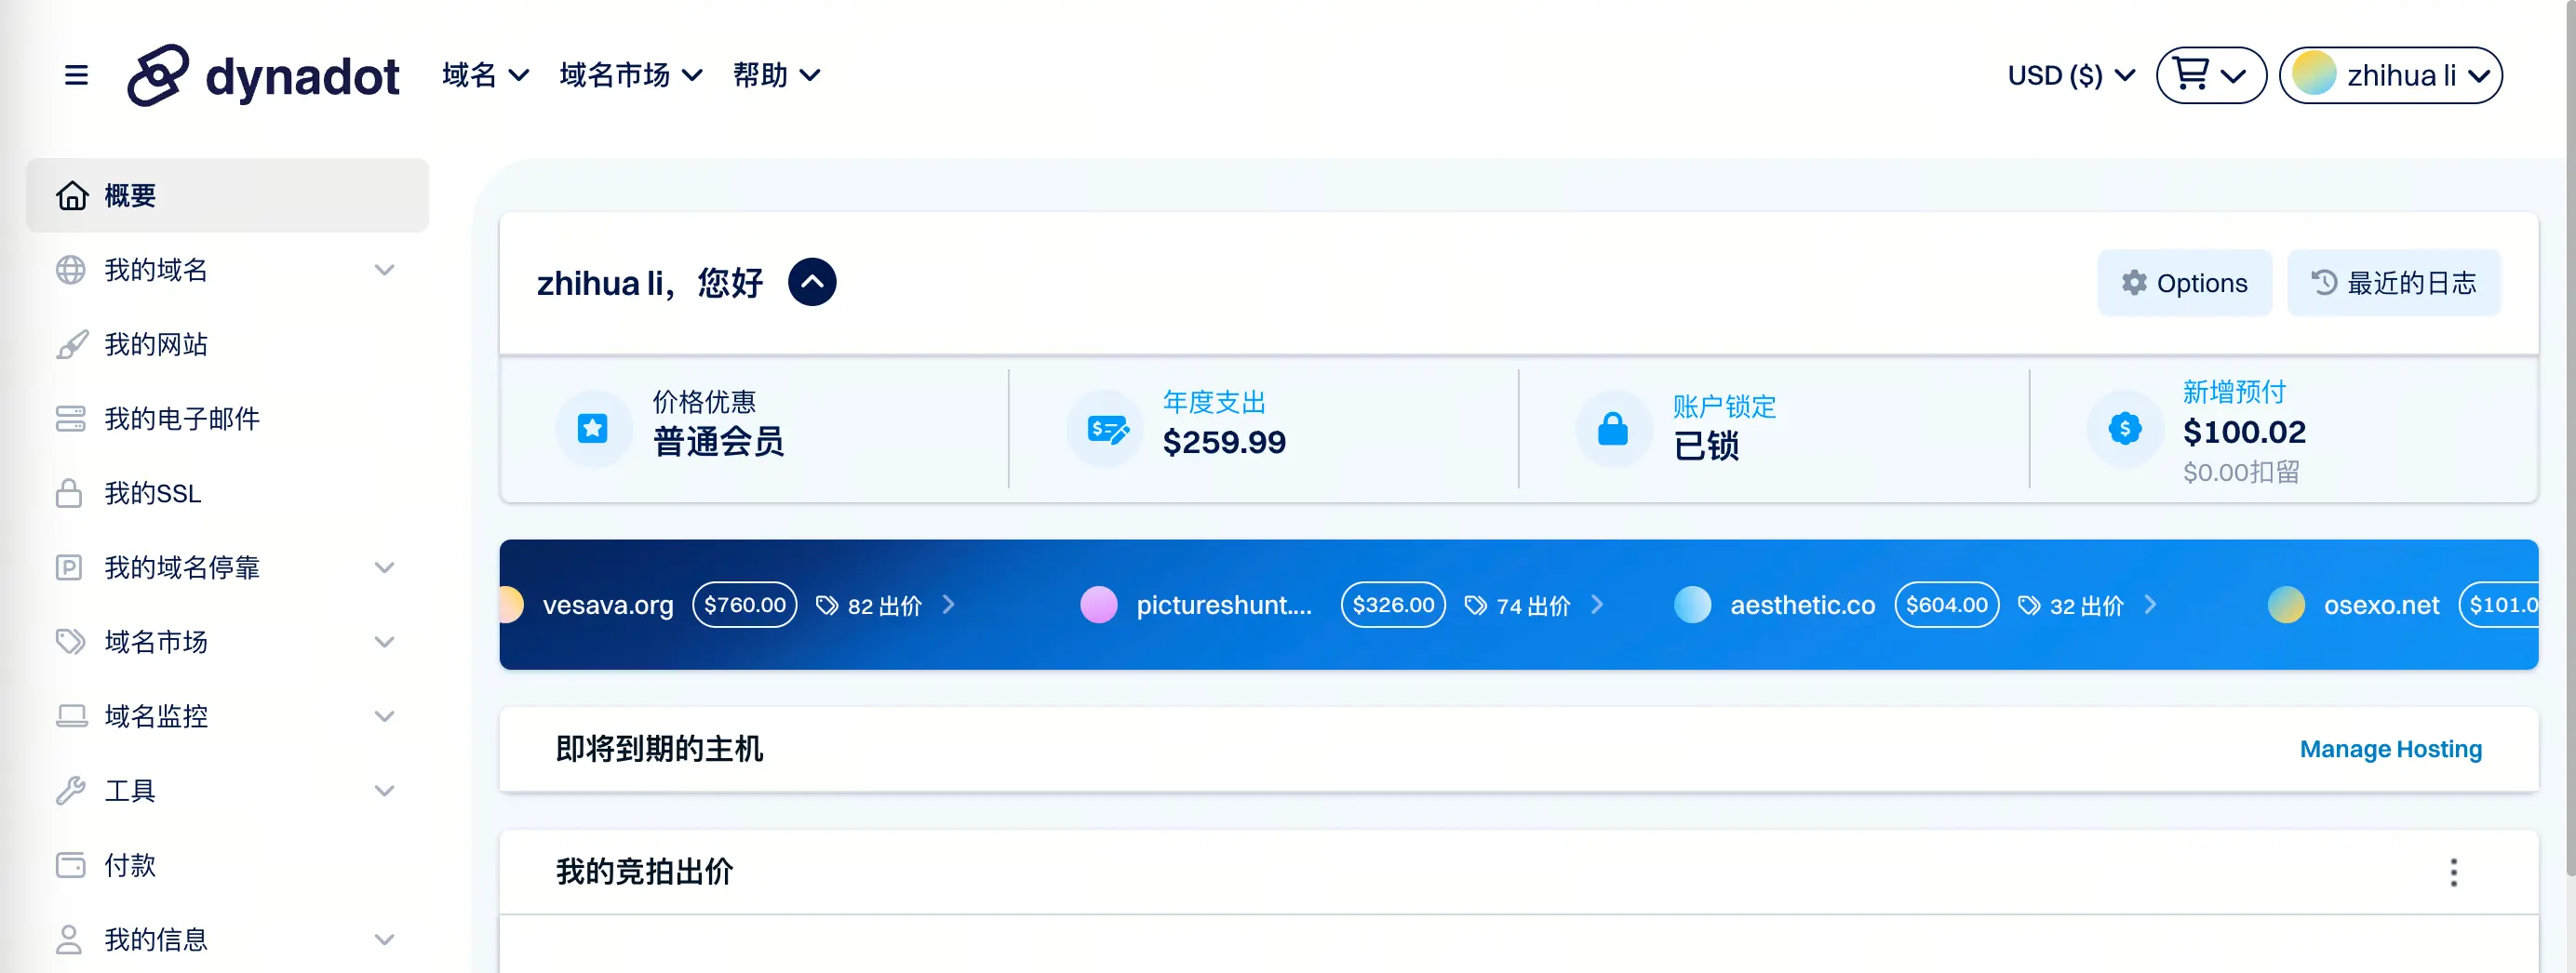 dynadot
域名
域名市场
帮助
USD ($)
zhihua li
概要
我的域名
我的网站
我的电子邮件
我的SSL
我的域名停靠
域名市场
域名监控
工具
付款
我的信息
zhihua li，您好
Options
最近的日志
价格优惠
普通会员
年度支出
$259.99
账户锁定
已锁
新增预付
$100.02
$0.00扣留
vesava.org $760.00 82 出价
pictureshunt.... $326.00 74 出价
aesthetic.co $604.00 32 出价
osexo.net $101.0
即将到期的主机
Manage Hosting
我的竞拍出价